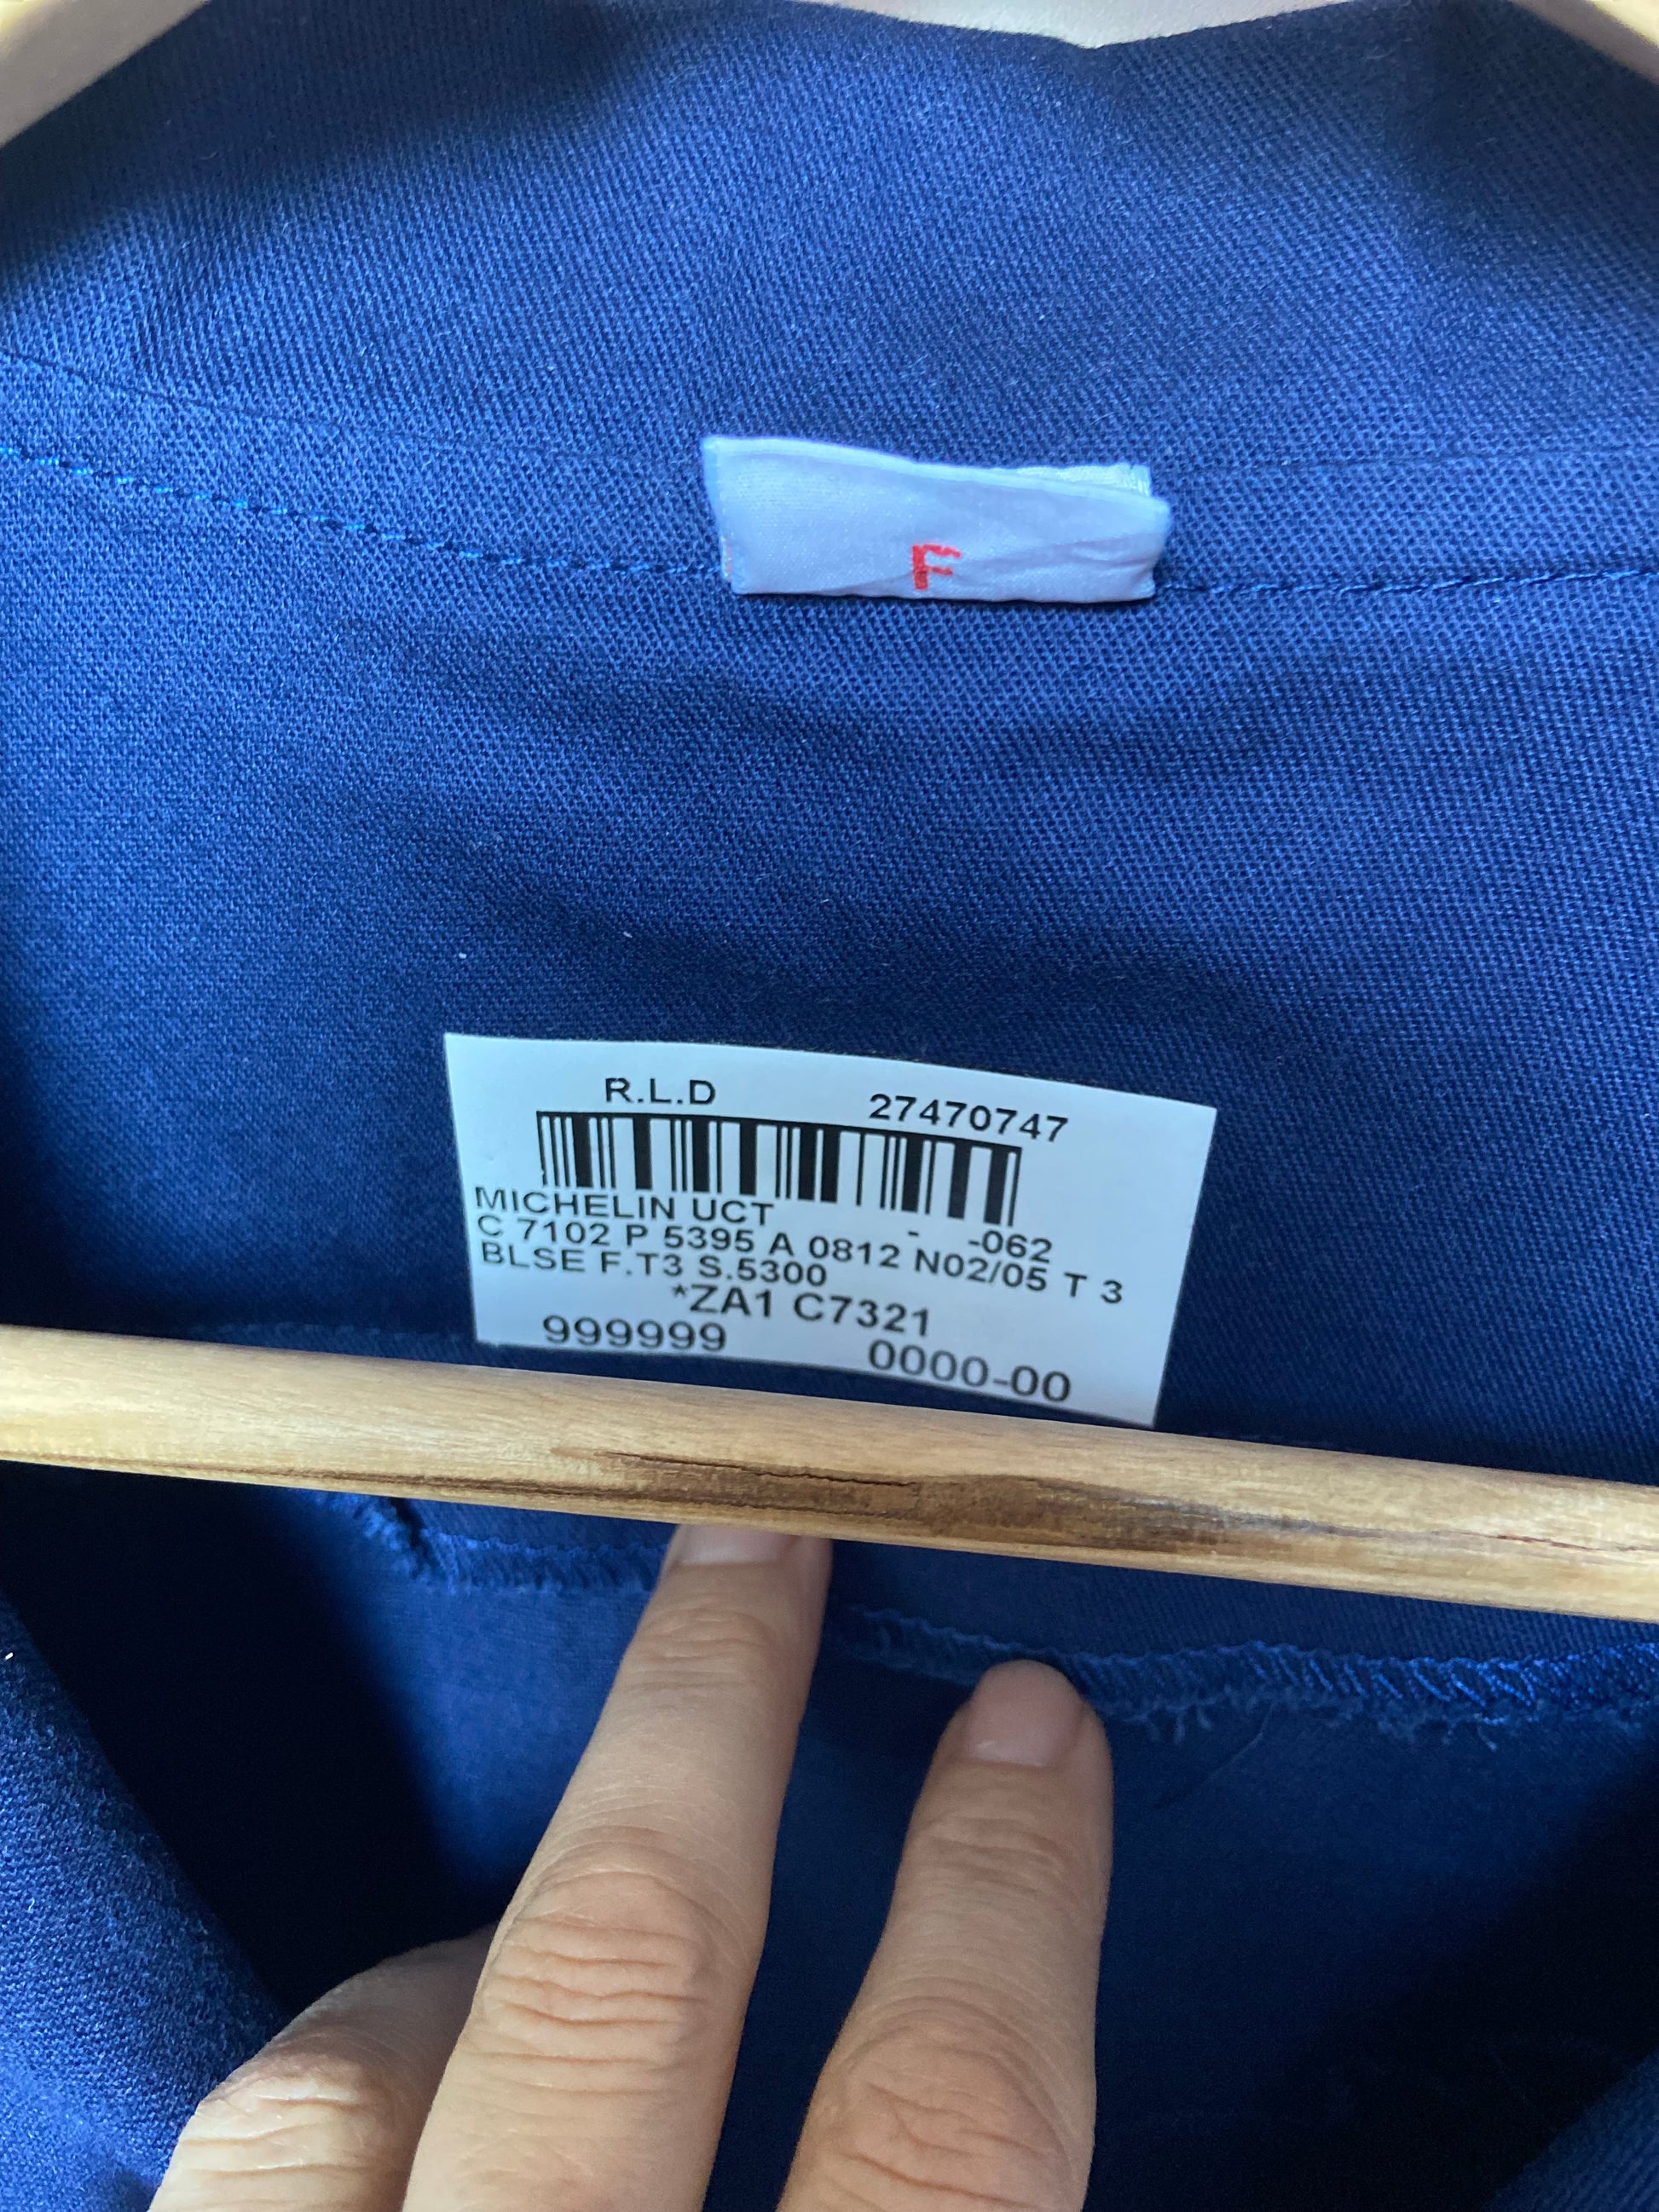 F
R.L.D 27470747
MICHELIN UCT - -062
C 7102 P 5395 A 0812 N02/05 T 3
BLSE F.T3 S.5300
*ZA1 C7321
999999 0000-00